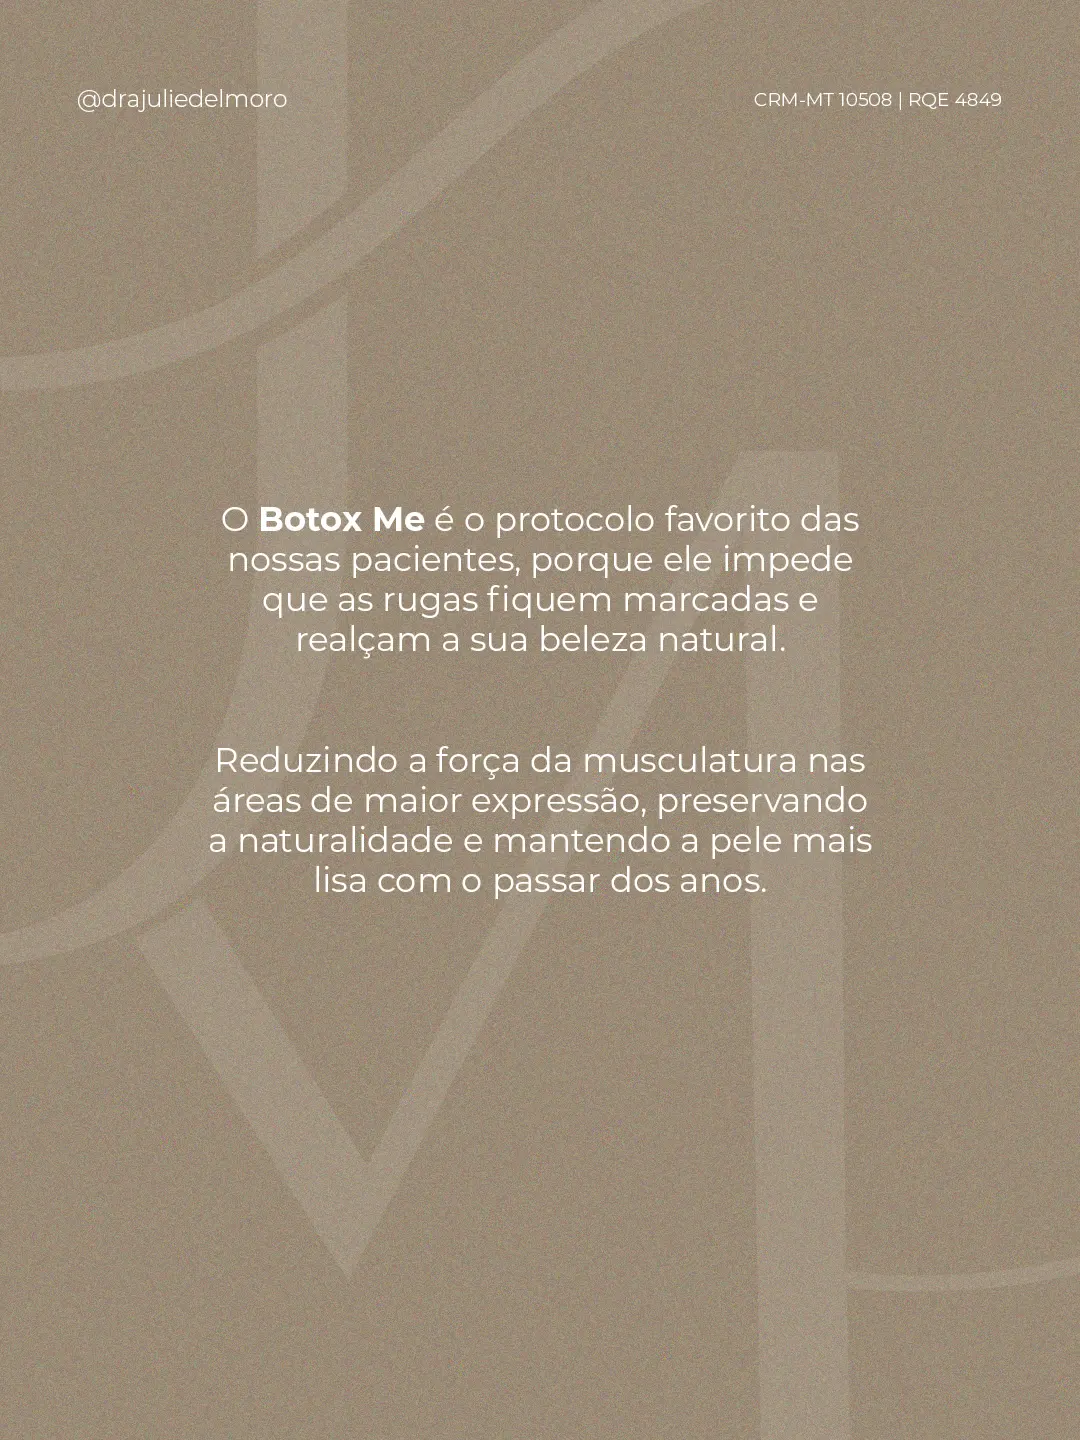 @drajuliedelmoro
CRM-MT 10508 | RQE 4849
O Botox Me é o protocolo favorito das
nossas pacientes, porque ele impede
que as rugas fiquem marcadas e
realçam a sua beleza natural.
Reduzindo a força da musculatura nas
áreas de maior expressão, preservando
a naturalidade e mantendo a pele mais
lisa com o passar dos anos.